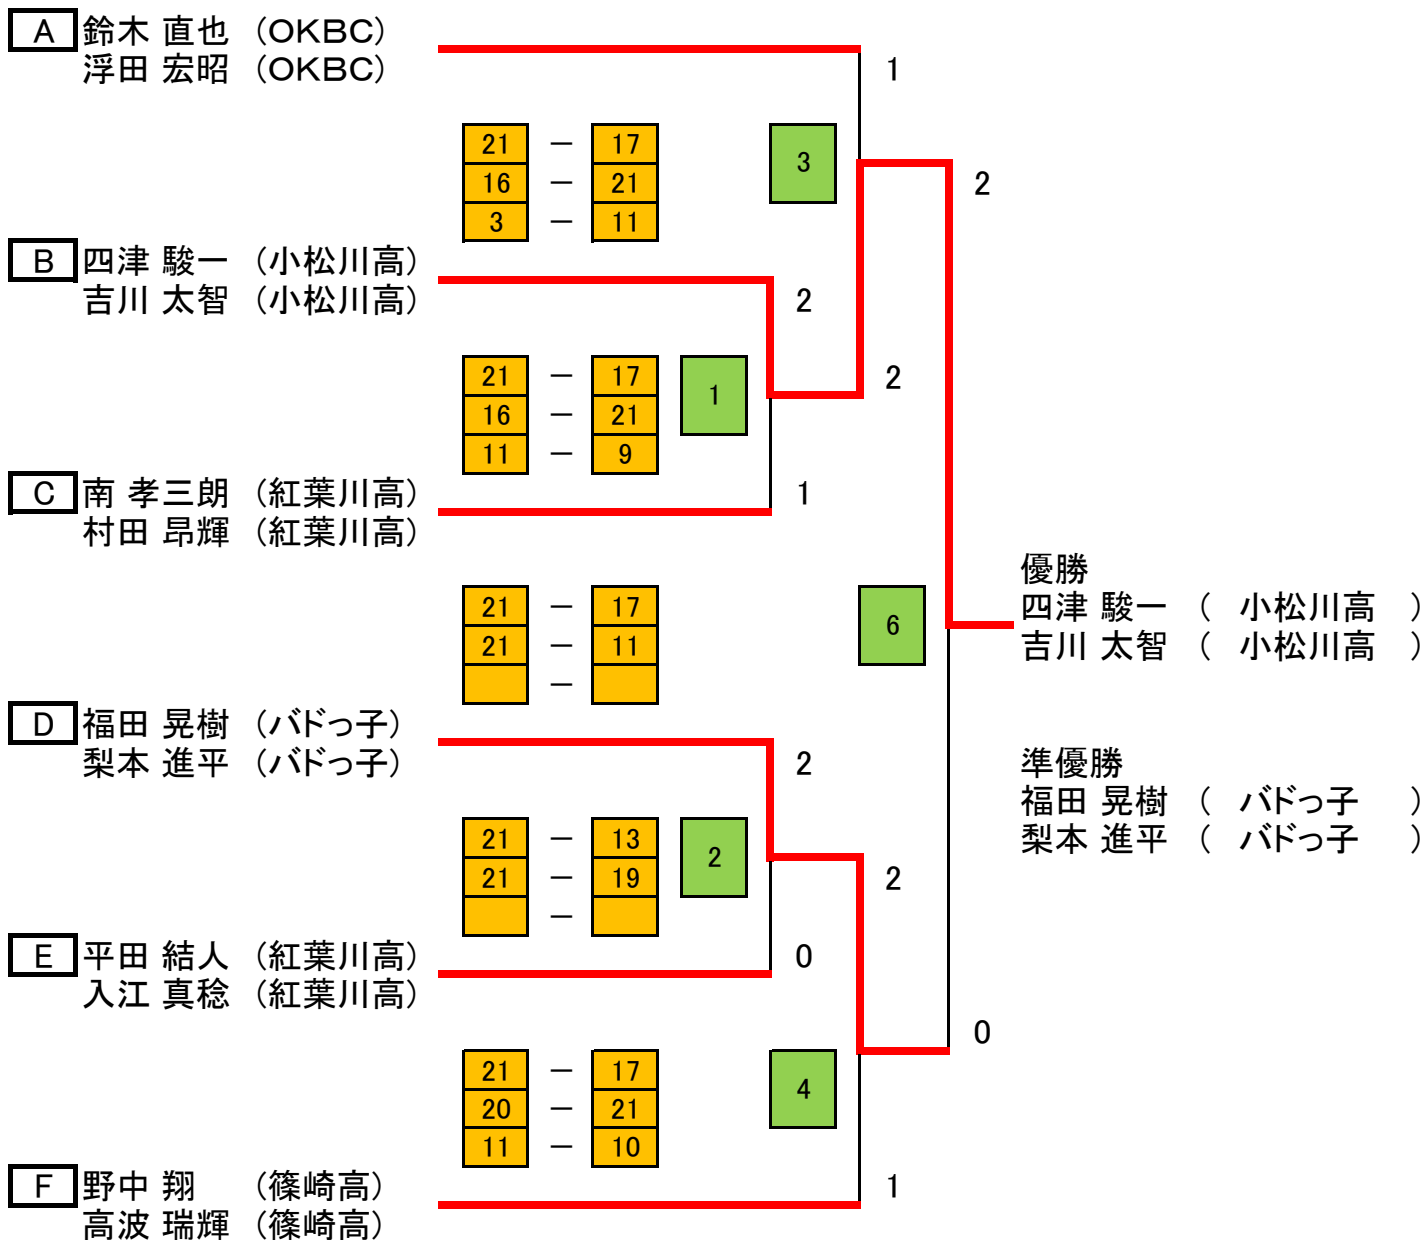 A 鈴木 直也 （OKBC）
浮田 宏昭 （OKBC）
1
21 － 17
3
16 － 21
2
3 － 11
B 四津 駿一 （小松川高）
吉川 太智 （小松川高）
2
21 － 17
2
1
16 － 21
11 － 9
C 南 孝三朗 （紅葉川高）
1
村田 昂輝 （紅葉川高）
優勝
21 － 17
四津 駿一 （ 小松川高 ）
6
21 － 11
吉川 太智 （ 小松川高 ）
－
D 福田 晃樹 （バドっ子）
梨本 進平 （バドっ子）
2
準優勝
福田 晃樹 （ バドっ子 ）
梨本 進平 （ バドっ子 ）
21 － 13
2
21 － 19
2
－
E 平田 結人 （紅葉川高）
0
入江 真稔 （紅葉川高）
0
21 － 17
4
20 － 21
11 － 10
F 野中 翔 （篠崎高）
1
高波 瑞輝 （篠崎高）